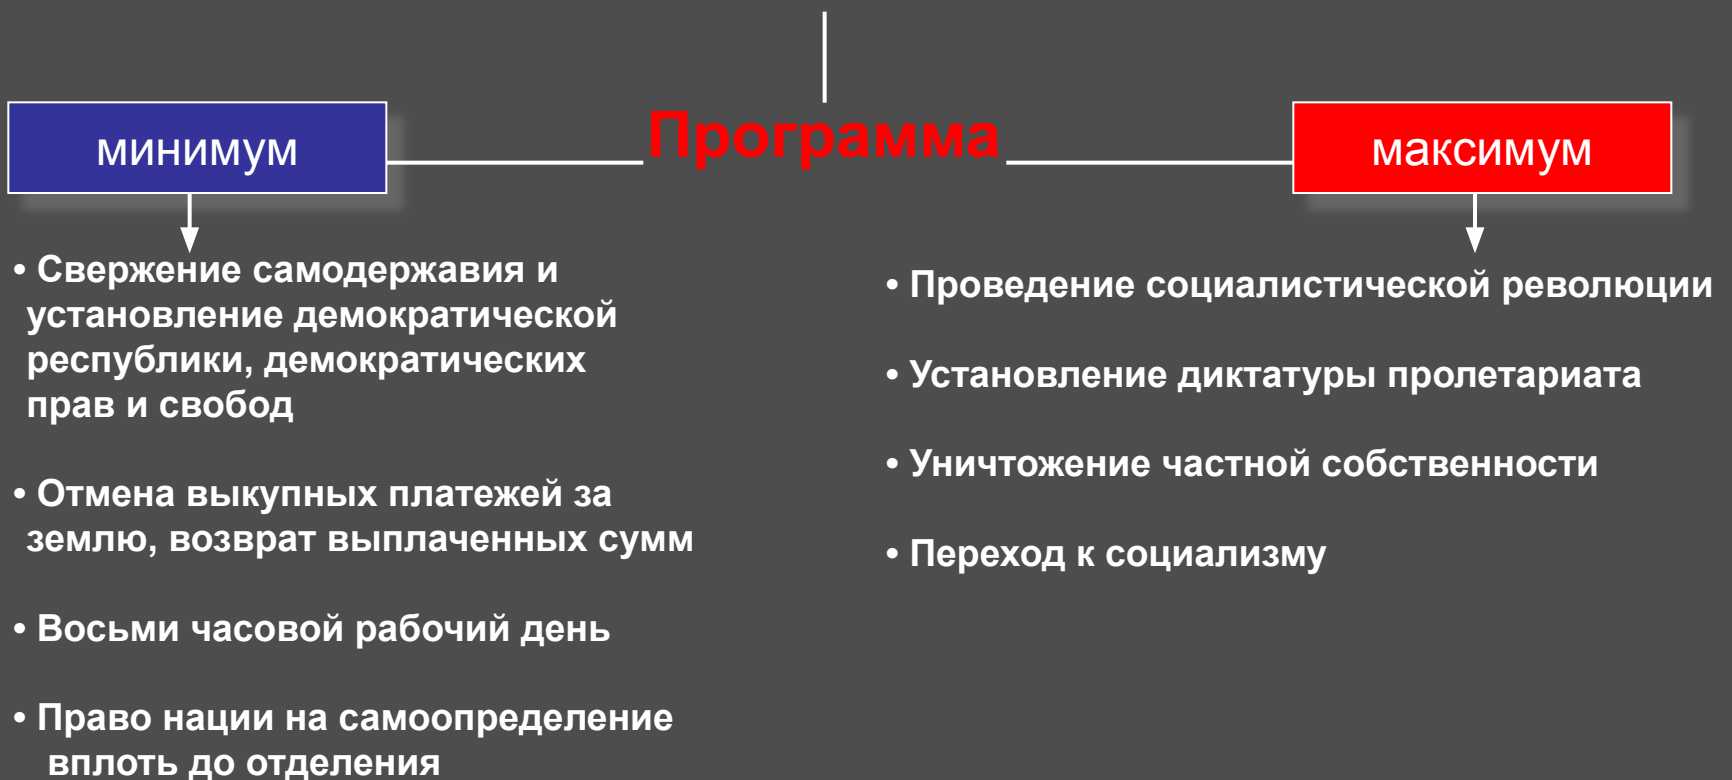 Программа
минимум
• Свержение самодержавия и
установление демократической
республики, демократических
прав и свобод
• Отмена выкупных платежей за
землю, возврат выплаченных сумм
• Восьми часовой рабочий день
• Право нации на самоопределение
вплоть до отделения
максимум
• Проведение социалистической революции
• Установление диктатуры пролетариата
• Уничтожение частной собственности
• Переход к социализму